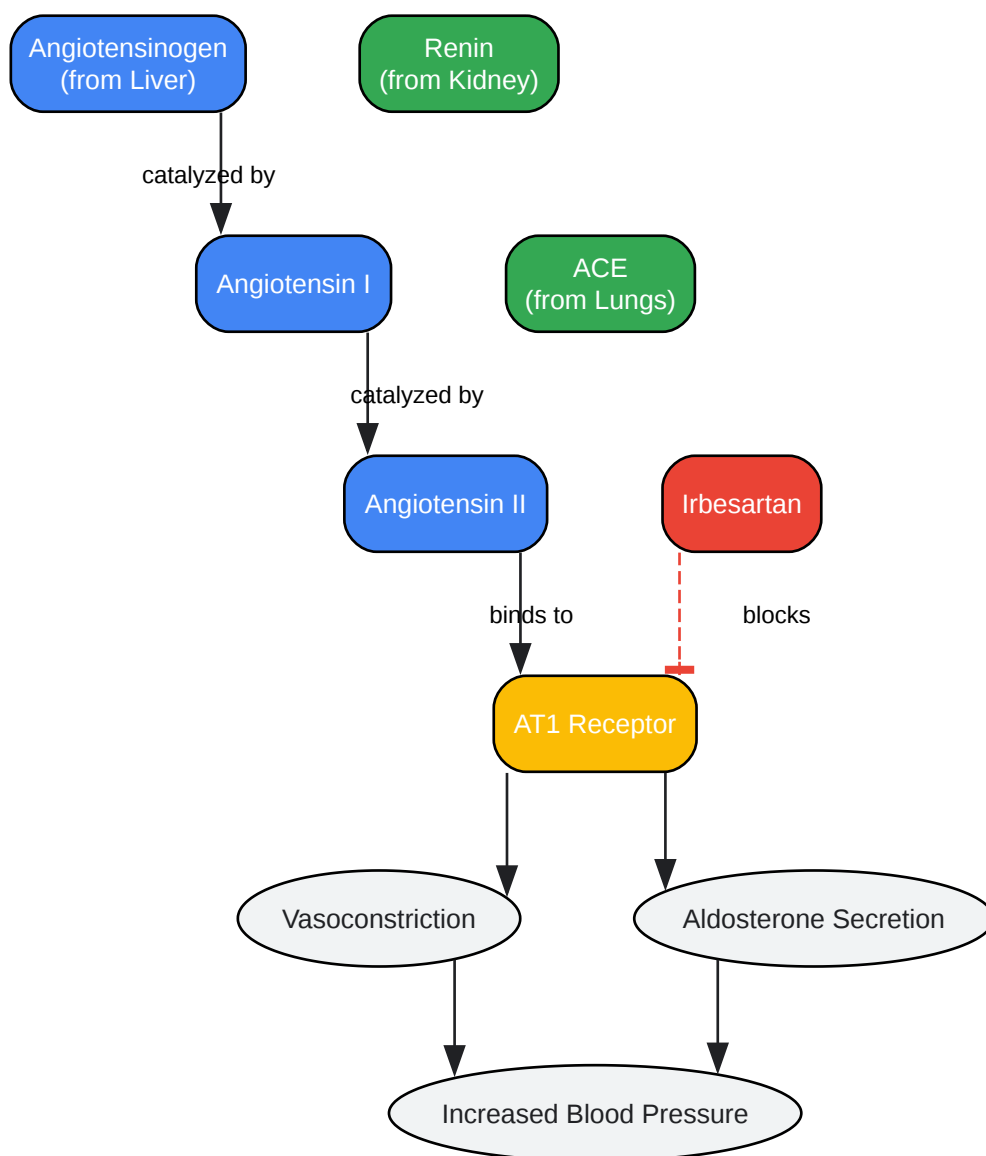 Angiotensinogen
(from Liver)
Renin
(from Kidney)
catalyzed by
Angiotensin I
ACE
(from Lungs)
catalyzed by
Angiotensin II
Irbesartan
binds to
blocks
AT1 Receptor
Vasoconstriction
Aldosterone Secretion
Increased Blood Pressure